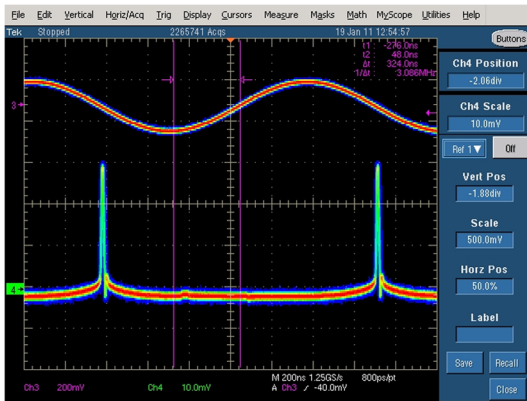 File Edit Vertical Horiz/Acq Trig Display Cursors Measure Masks Math MyScope Utilities Help
Tek Stopped 2265741 Acqs 19 Jan 11 12:54:57
Buttons
t1: -276.0ns
t2: 48.0ns
Δt: 324.0ns
1/Δt: 3.086MHz
Ch4 Position
-2.06div
3
Ch4 Scale
10.0mV
Ref 1 Off
Vert Pos
-1.88div
Scale
500.0mV
4
Horz Pos
50.0%
Label
Save Recall
M 200ns 1.25GS/s 800ps/pt
Ch3 200mV Ch4 10.0mV A Ch3 -40.0mV
Close